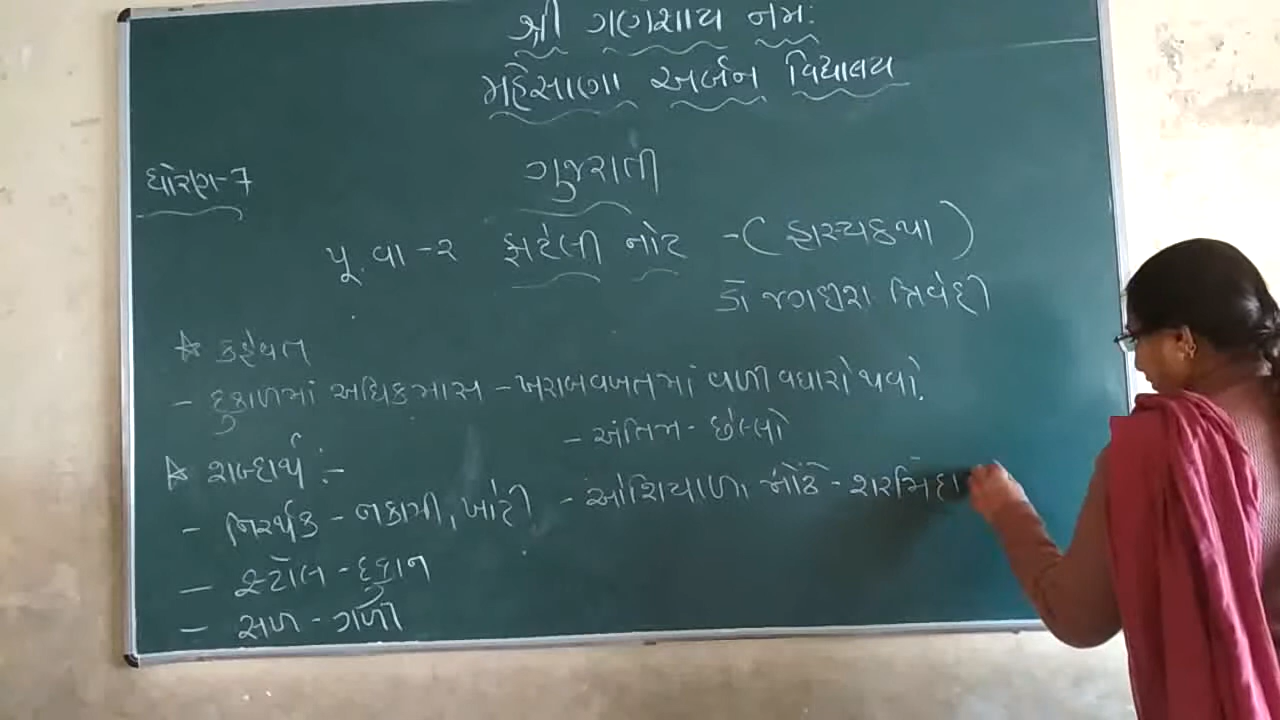 શ્રી ગણેશાય નમઃ
મહેસાણા અર્બન વિદ્યાલય
ગુજરાતી
ધોરણ-7
પૂ.વા-૨ ફાટેલી નોટ -(હાસ્યકથા)
ડૉ જગદીશ ત્રિવેદી
★ કહેવત
- દુકાળમાં અધિકમાસ - ખરાબવખતમાં વળી વધારો થવો.
- અંતિમ - છેલ્લો
★ શબ્દાર્થ :-
- નિરર્થક - નકામી, ખોટી - ઓશિયાળા મોંઢે - શરમિંદા
- સ્ટોલ - દુકાન
- સળ - ગળી